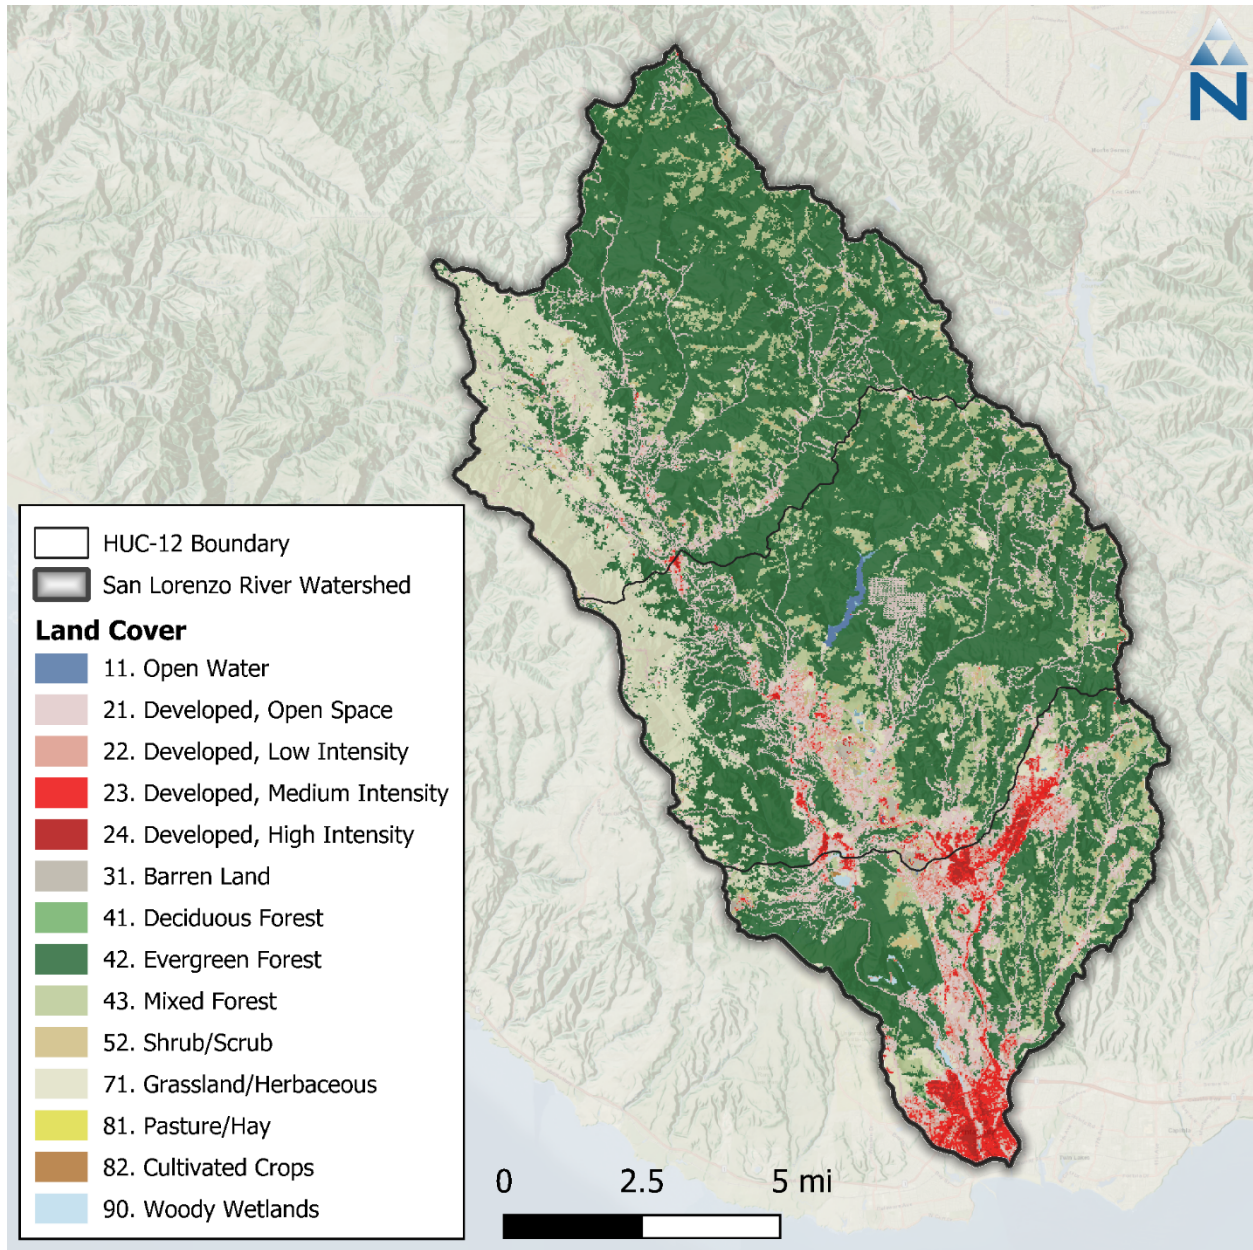 N
HUC-12 Boundary
San Lorenzo River Watershed
Land Cover
11. Open Water
21. Developed, Open Space
22. Developed, Low Intensity
23. Developed, Medium Intensity
24. Developed, High Intensity
31. Barren Land
41. Deciduous Forest
42. Evergreen Forest
43. Mixed Forest
52. Shrub/Scrub
71. Grassland/Herbaceous
81. Pasture/Hay
82. Cultivated Crops
90. Woody Wetlands
0 2.5 5 mi